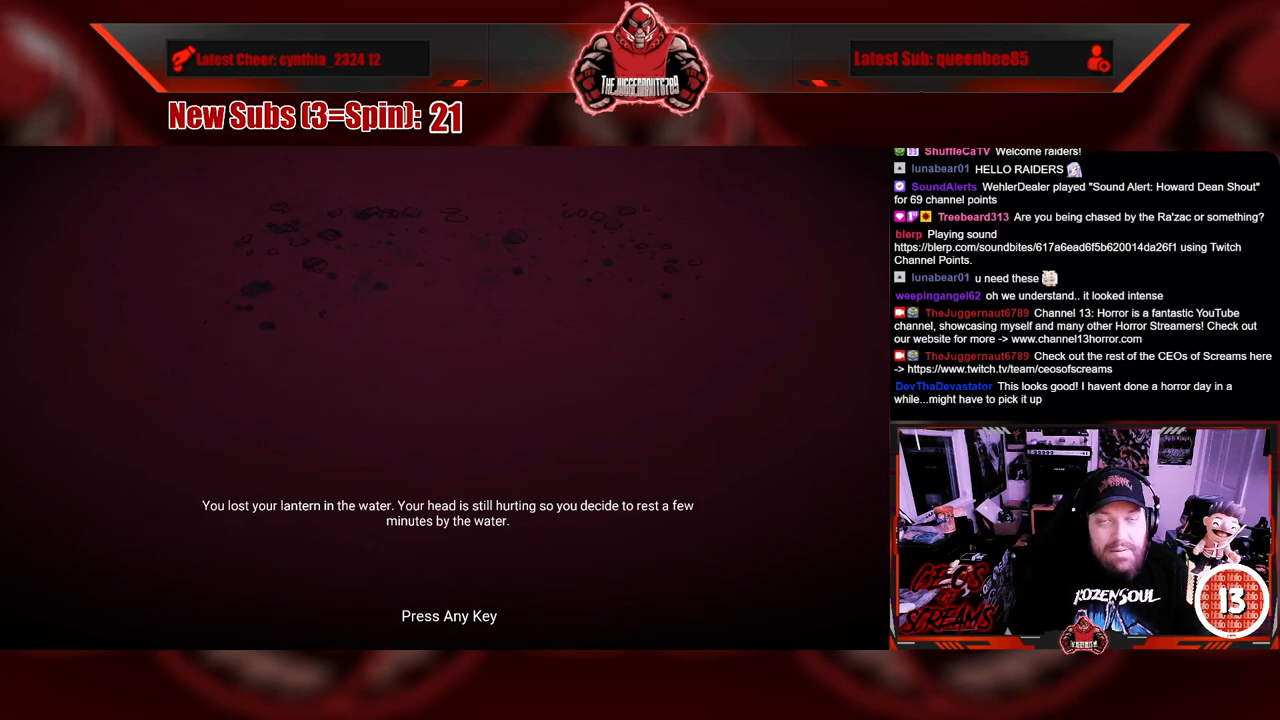 Latest Cheer: cynthia_2324 12
THEJUGGERNAUT6789
Latest Sub: queenbee85
New Subs (3=Spin): 21
ShuffleCaTV Welcome raiders!
lunabear01 HELLO RAIDERS
SoundAlerts WehlerDealer played "Sound Alert: Howard Dean Shout"
for 69 channel points
Treebeard313 Are you being chased by the Ra'zac or something?
blerp Playing sound
https://blerp.com/soundbites/617a6ead6f5b620014da26f1 using Twitch
Channel Points.
lunabear01 u need these
weepingangel62 oh we understand.. it looked intense
TheJuggernaut6789 Channel 13: Horror is a fantastic YouTube
channel, showcasing myself and many other Horror Streamers! Check out
our website for more -> www.channel13horror.com
TheJuggernaut6789 Check out the rest of the CEOs of Screams here
-> https://www.twitch.tv/team/ceosofscreams
DevThaDevastator This looks good! I havent done a horror day in a
while...might have to pick it up
You lost your lantern in the water. Your head is still hurting so you decide to rest a few
minutes by the water.
Press Any Key
CEOS
OF
SCREAMS
13